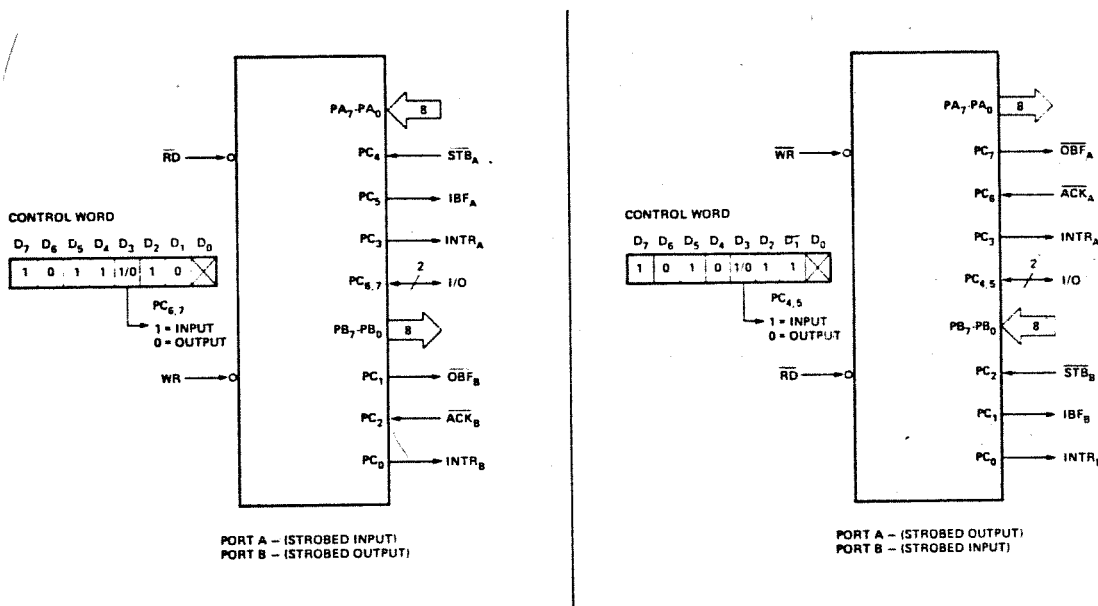 PA7-PA0 8
RD PC4 STBA
PC5 IBFA
CONTROL WORD
D7 D6 D5 D4 D3 D2 D1 D0
PC3 INTRA
1 0 1 1 1/0 1 0 X
2
PC6,7 I/O
PC6,7
1 = INPUT
0 = OUTPUT
PB7-PB0 8
WR PC1 OBFB
PC2 ACKB
PC0 INTRB
PORT A – (STROBED INPUT)
PORT B – (STROBED OUTPUT)
PA7-PA0 8
WR PC7 OBFA
PC6 ACKA
CONTROL WORD
D7 D6 D5 D4 D3 D2 D1 D0
PC3 INTRA
1 0 1 0 1/0 1 1 X
2
PC4,5 I/O
PC4,5
1 = INPUT
0 = OUTPUT
PB7-PB0 8
RD PC2 STBB
PC1 IBFB
PC0 INTR
PORT A – (STROBED OUTPUT)
PORT B – (STROBED INPUT)